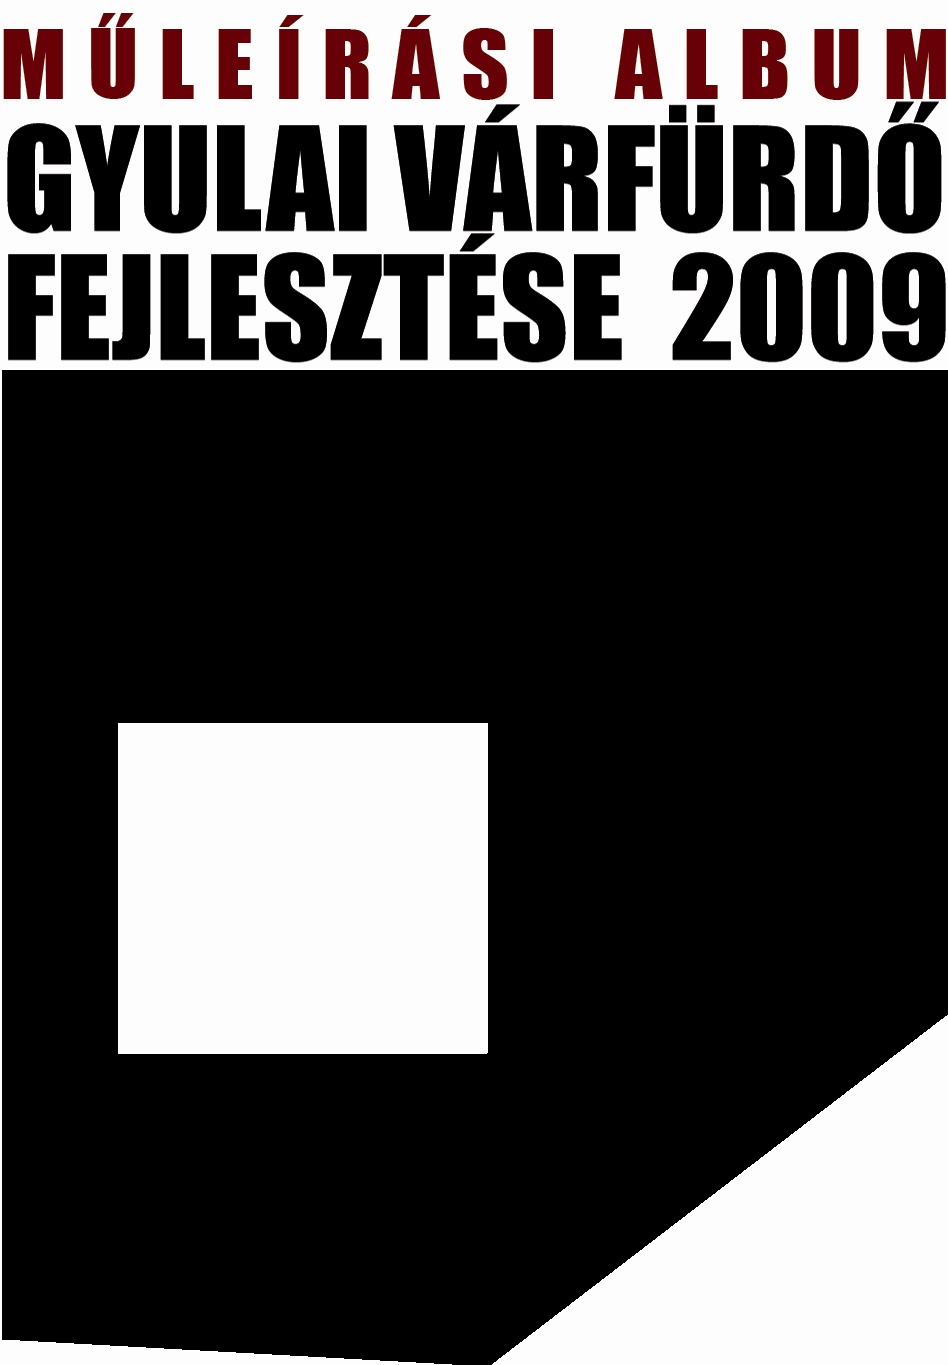 MŰLEÍRÁSI ALBUM
GYULAI VÁRFÜRDŐ
FEJLESZTÉSE 2009